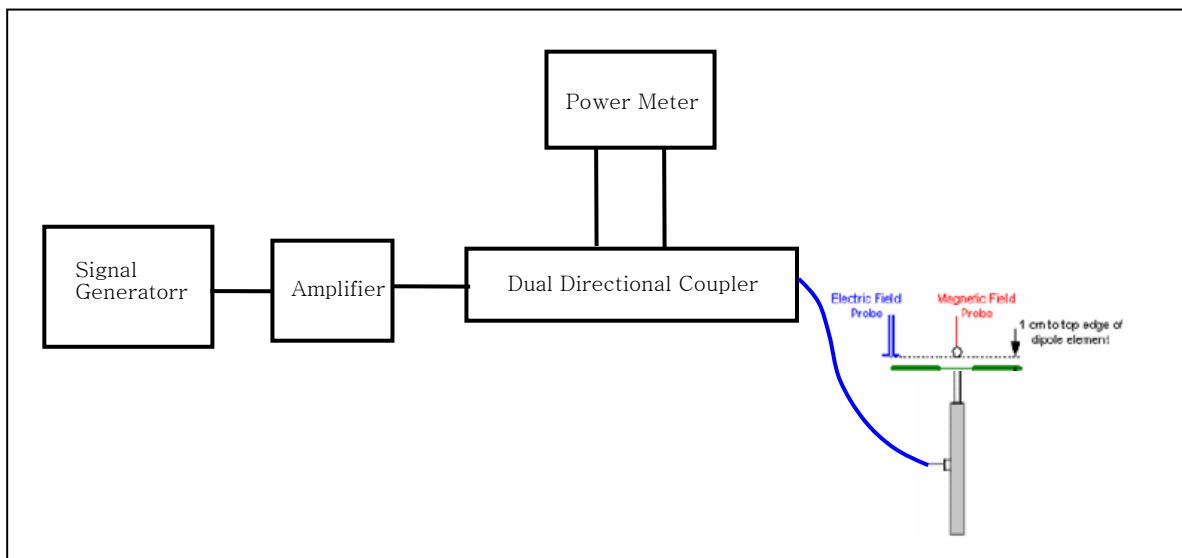 Power Meter
Signal
Generatorr
Amplifier
Dual Directional Coupler
Electric Field
Probe
Magnetic Field
Probe
1 cm to top edge of
dipole element